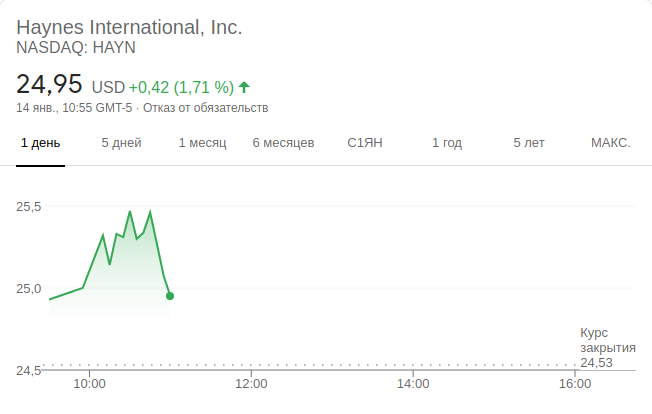 Haynes International, Inc.
NASDAQ: HAYN
24,95 USD +0,42 (1,71 %)
14 янв., 10:55 GMT-5 · Отказ от обязательств
1 день 5 дней 1 месяц 6 месяцев С1ЯН 1 год 5 лет МАКС.
25,5
25,0
Курс
закрытия
24,53
24,5
10:00 12:00 14:00 16:00